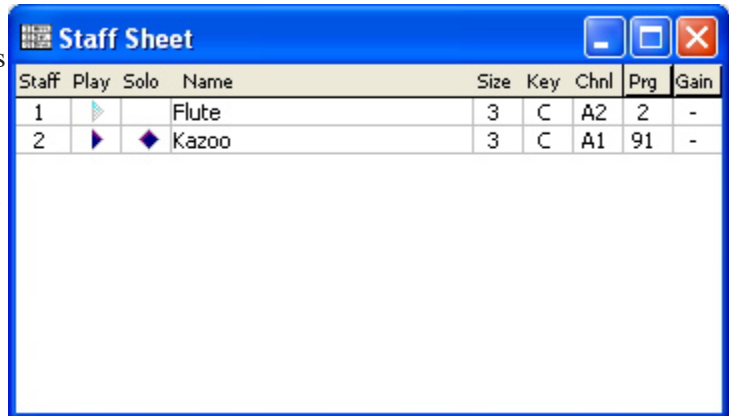 Staff Sheet
s
Staff Play Solo Name Size Key Chnl Prg Gain
1 Flute 3 C A2 2 -
2 Kazoo 3 C A1 91 -